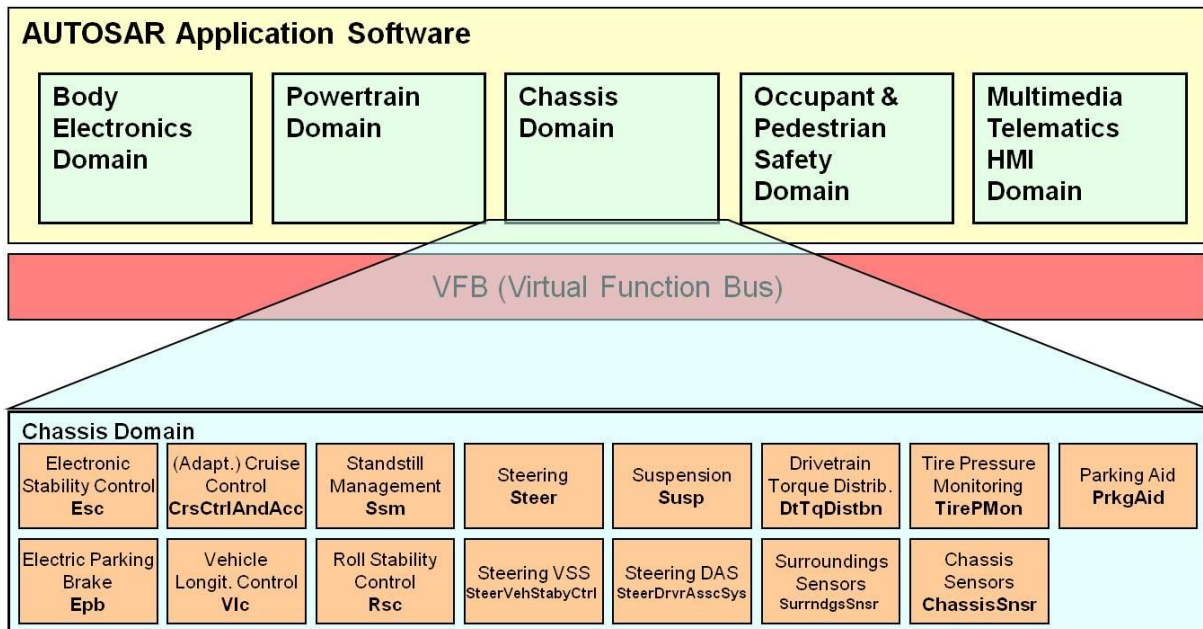 AUTOSAR Application Software
Body
Electronics
Domain
Powertrain
Domain
Chassis
Domain
Occupant &
Pedestrian
Safety
Domain
Multimedia
Telematics
HMI
Domain
VFB (Virtual Function Bus)
Chassis Domain
Electronic
Stability Control
Esc
(Adapt.) Cruise
Control
CrsCtrlAndAcc
Standstill
Management
Ssm
Steering
Steer
Suspension
Susp
Drivetrain
Torque Distrib.
DtTqDistbn
Tire Pressure
Monitoring
TirePMon
Parking Aid
PrkgAid
Electric Parking
Brake
Epb
Vehicle
Longit. Control
Vlc
Roll Stability
Control
Rsc
Steering VSS
SteerVehStabyCtrl
Steering DAS
SteerDrvrAsscSys
Surroundings
Sensors
SurrndgsSnsr
Chassis
Sensors
ChassisSnsr